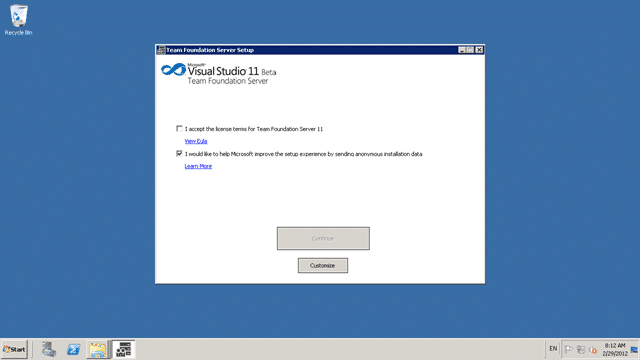 Recycle Bin
Team Foundation Server Setup
Microsoft®
Visual Studio 11 Beta
Team Foundation Server
I accept the license terms for Team Foundation Server 11
View Eula
I would like to help Microsoft improve the setup experience by sending anonymous installation data
Learn More
Continue
Customize
Start
EN
8:12 AM
2/29/2012